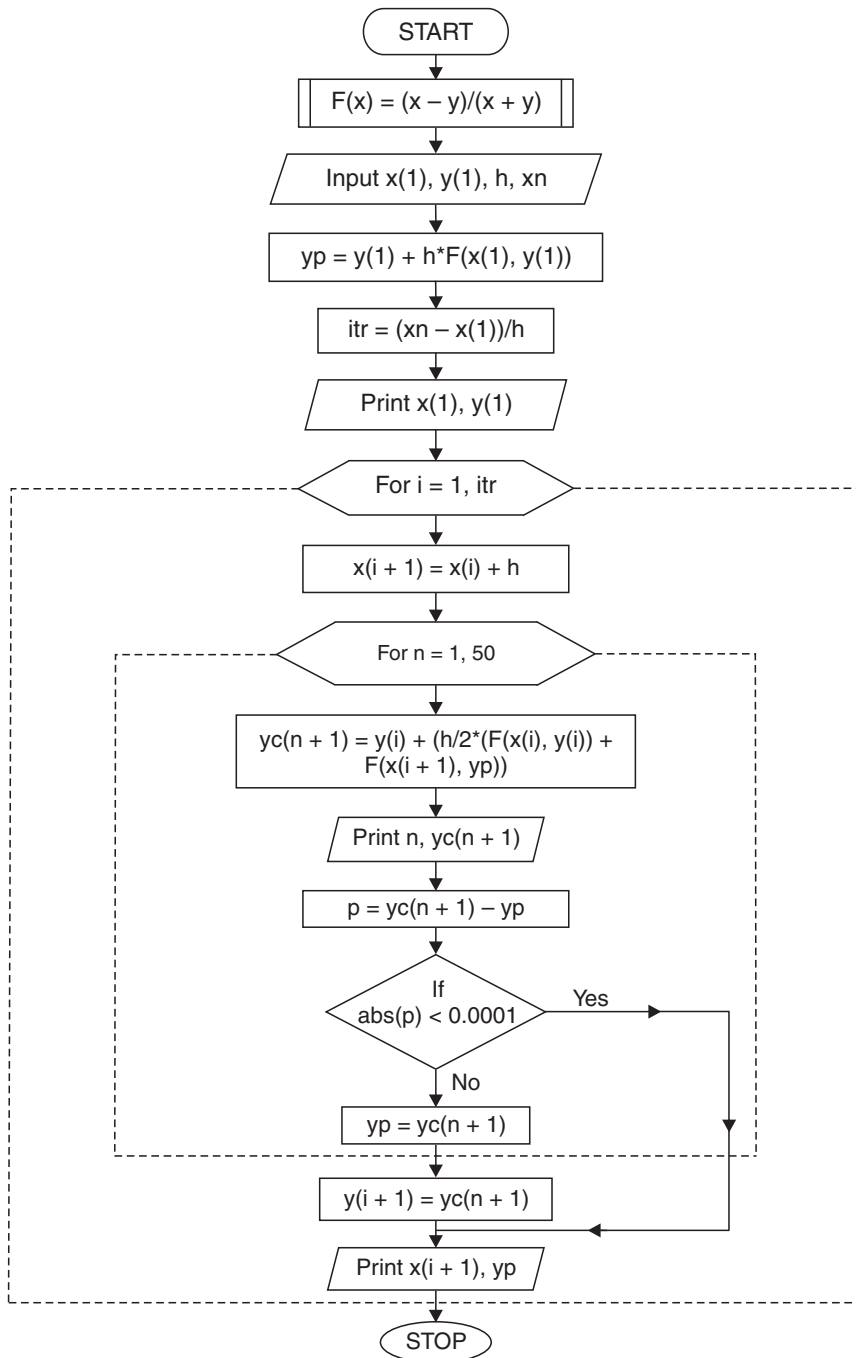 START
F(x) = (x – y)/(x + y)
Input x(1), y(1), h, xn
yp = y(1) + h*F(x(1), y(1))
itr = (xn – x(1))/h
Print x(1), y(1)
For i = 1, itr
x(i + 1) = x(i) + h
For n = 1, 50
yc(n + 1) = y(i) + (h/2*(F(x(i), y(i)) +
F(x(i + 1), yp))
Print n, yc(n + 1)
p = yc(n + 1) – yp
If
abs(p) < 0.0001
Yes
No
yp = yc(n + 1)
y(i + 1) = yc(n + 1)
Print x(i + 1), yp
STOP